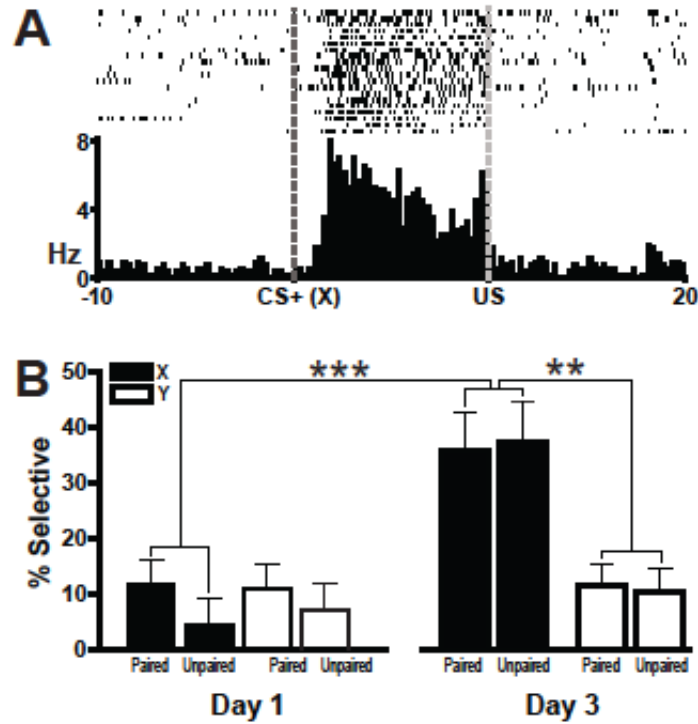 A
8
4
Hz
0
-10 CS+ (X) US 20
B
50
X
Y
*** **
40
30
20
10
0
% Selective
Paired Unpaired Paired Unpaired Paired Unpaired Paired Unpaired
Day 1 Day 3